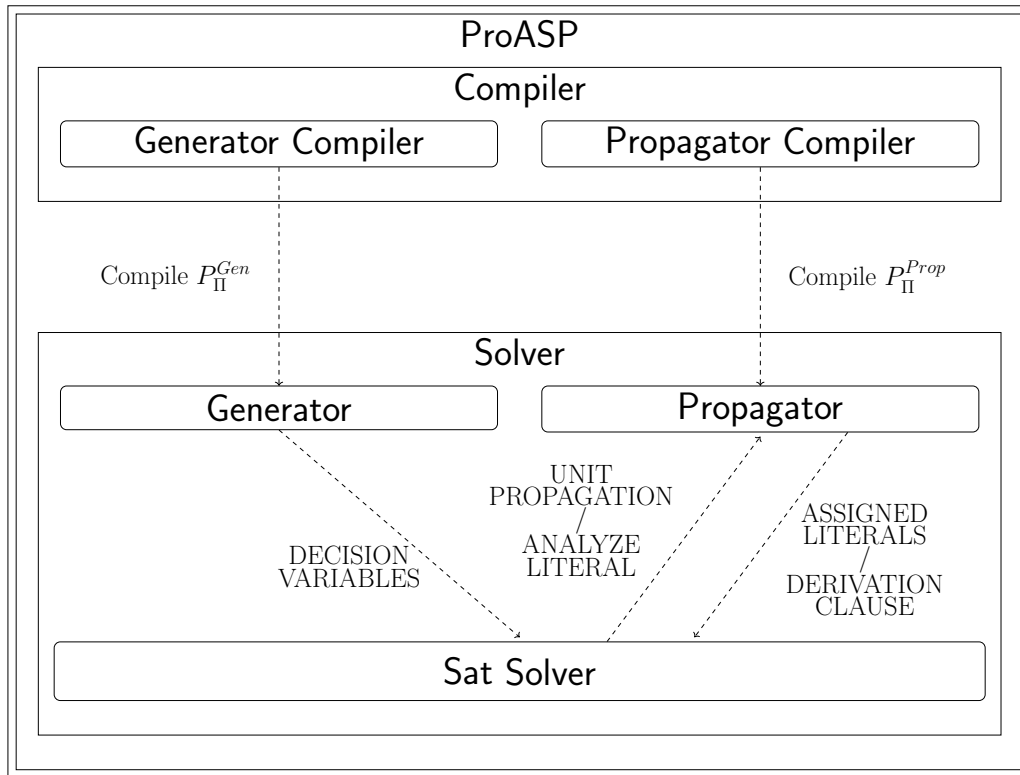 ProASP
Compiler
Generator Compiler
Propagator Compiler
Compile $P_{\Pi}^{Gen}$
Compile $P_{\Pi}^{Prop}$
Solver
Generator
Propagator
UNIT
PROPAGATION
/
ANALYZE
LITERAL
ASSIGNED
LITERALS
/
DERIVATION
CLAUSE
DECISION
VARIABLES
Sat Solver